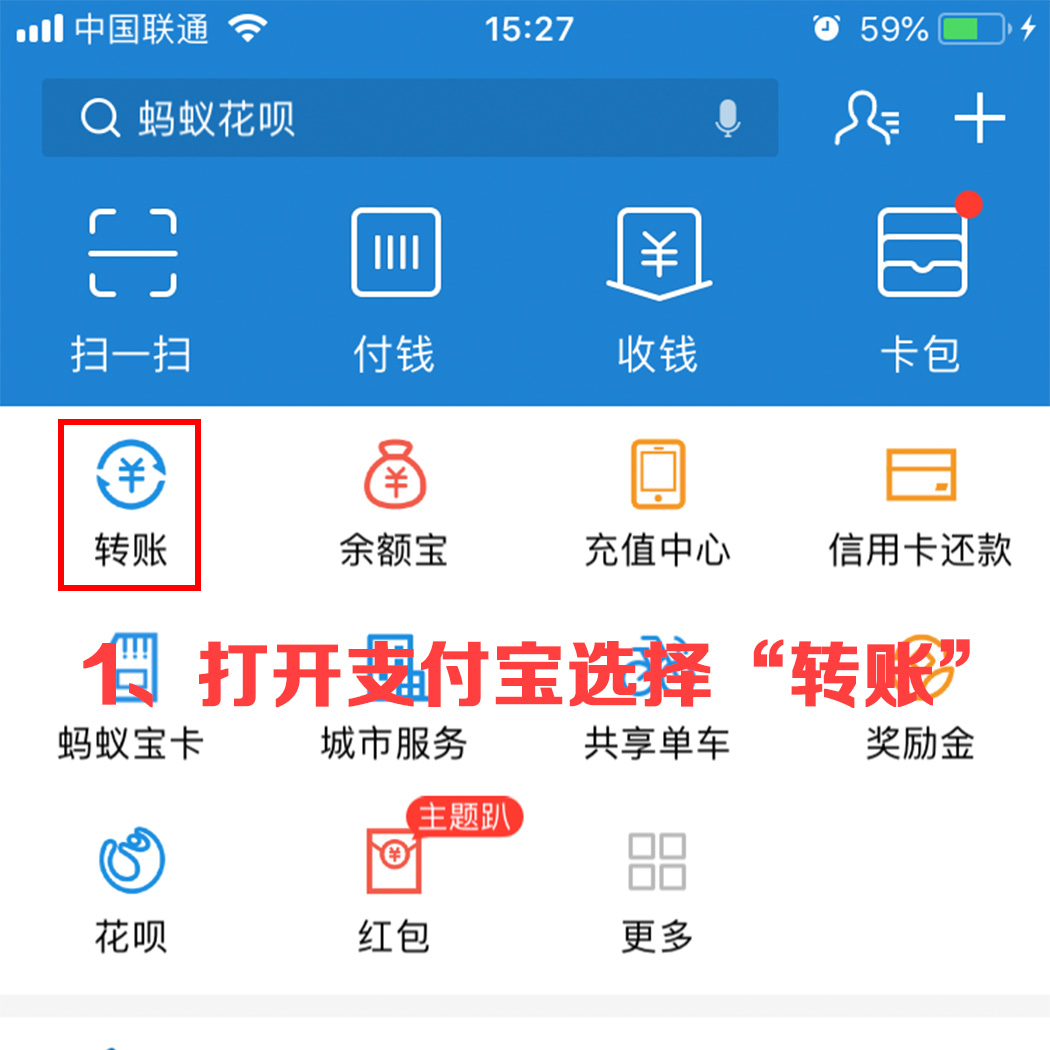 中国联通 15:27 59%
蚂蚁花呗
扫一扫 付钱 收钱 卡包
转账 余额宝 充值中心 信用卡还款
1、打开支付宝选择“转账”
蚂蚁宝卡 城市服务 共享单车 奖励金
主题趴
花呗 红包 更多